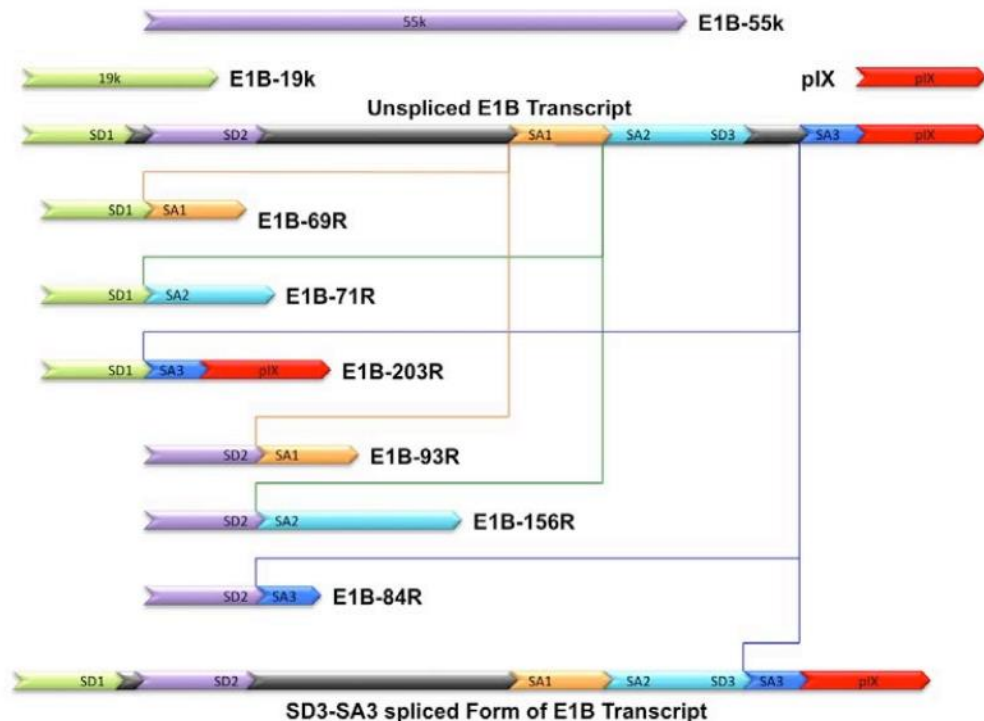 55k E1B-55k
19k E1B-19k pIX pIX
Unspliced E1B Transcript
SD1 SD2 SA1 SA2 SD3 SA3 pIX
SD1 SA1 E1B-69R
SD1 SA2 E1B-71R
SD1 SA3 pIX E1B-203R
SD2 SA1 E1B-93R
SD2 SA2 E1B-156R
SD2 SA3 E1B-84R
SD1 SD2 SA1 SA2 SD3 SA3 pIX
SD3-SA3 spliced Form of E1B Transcript